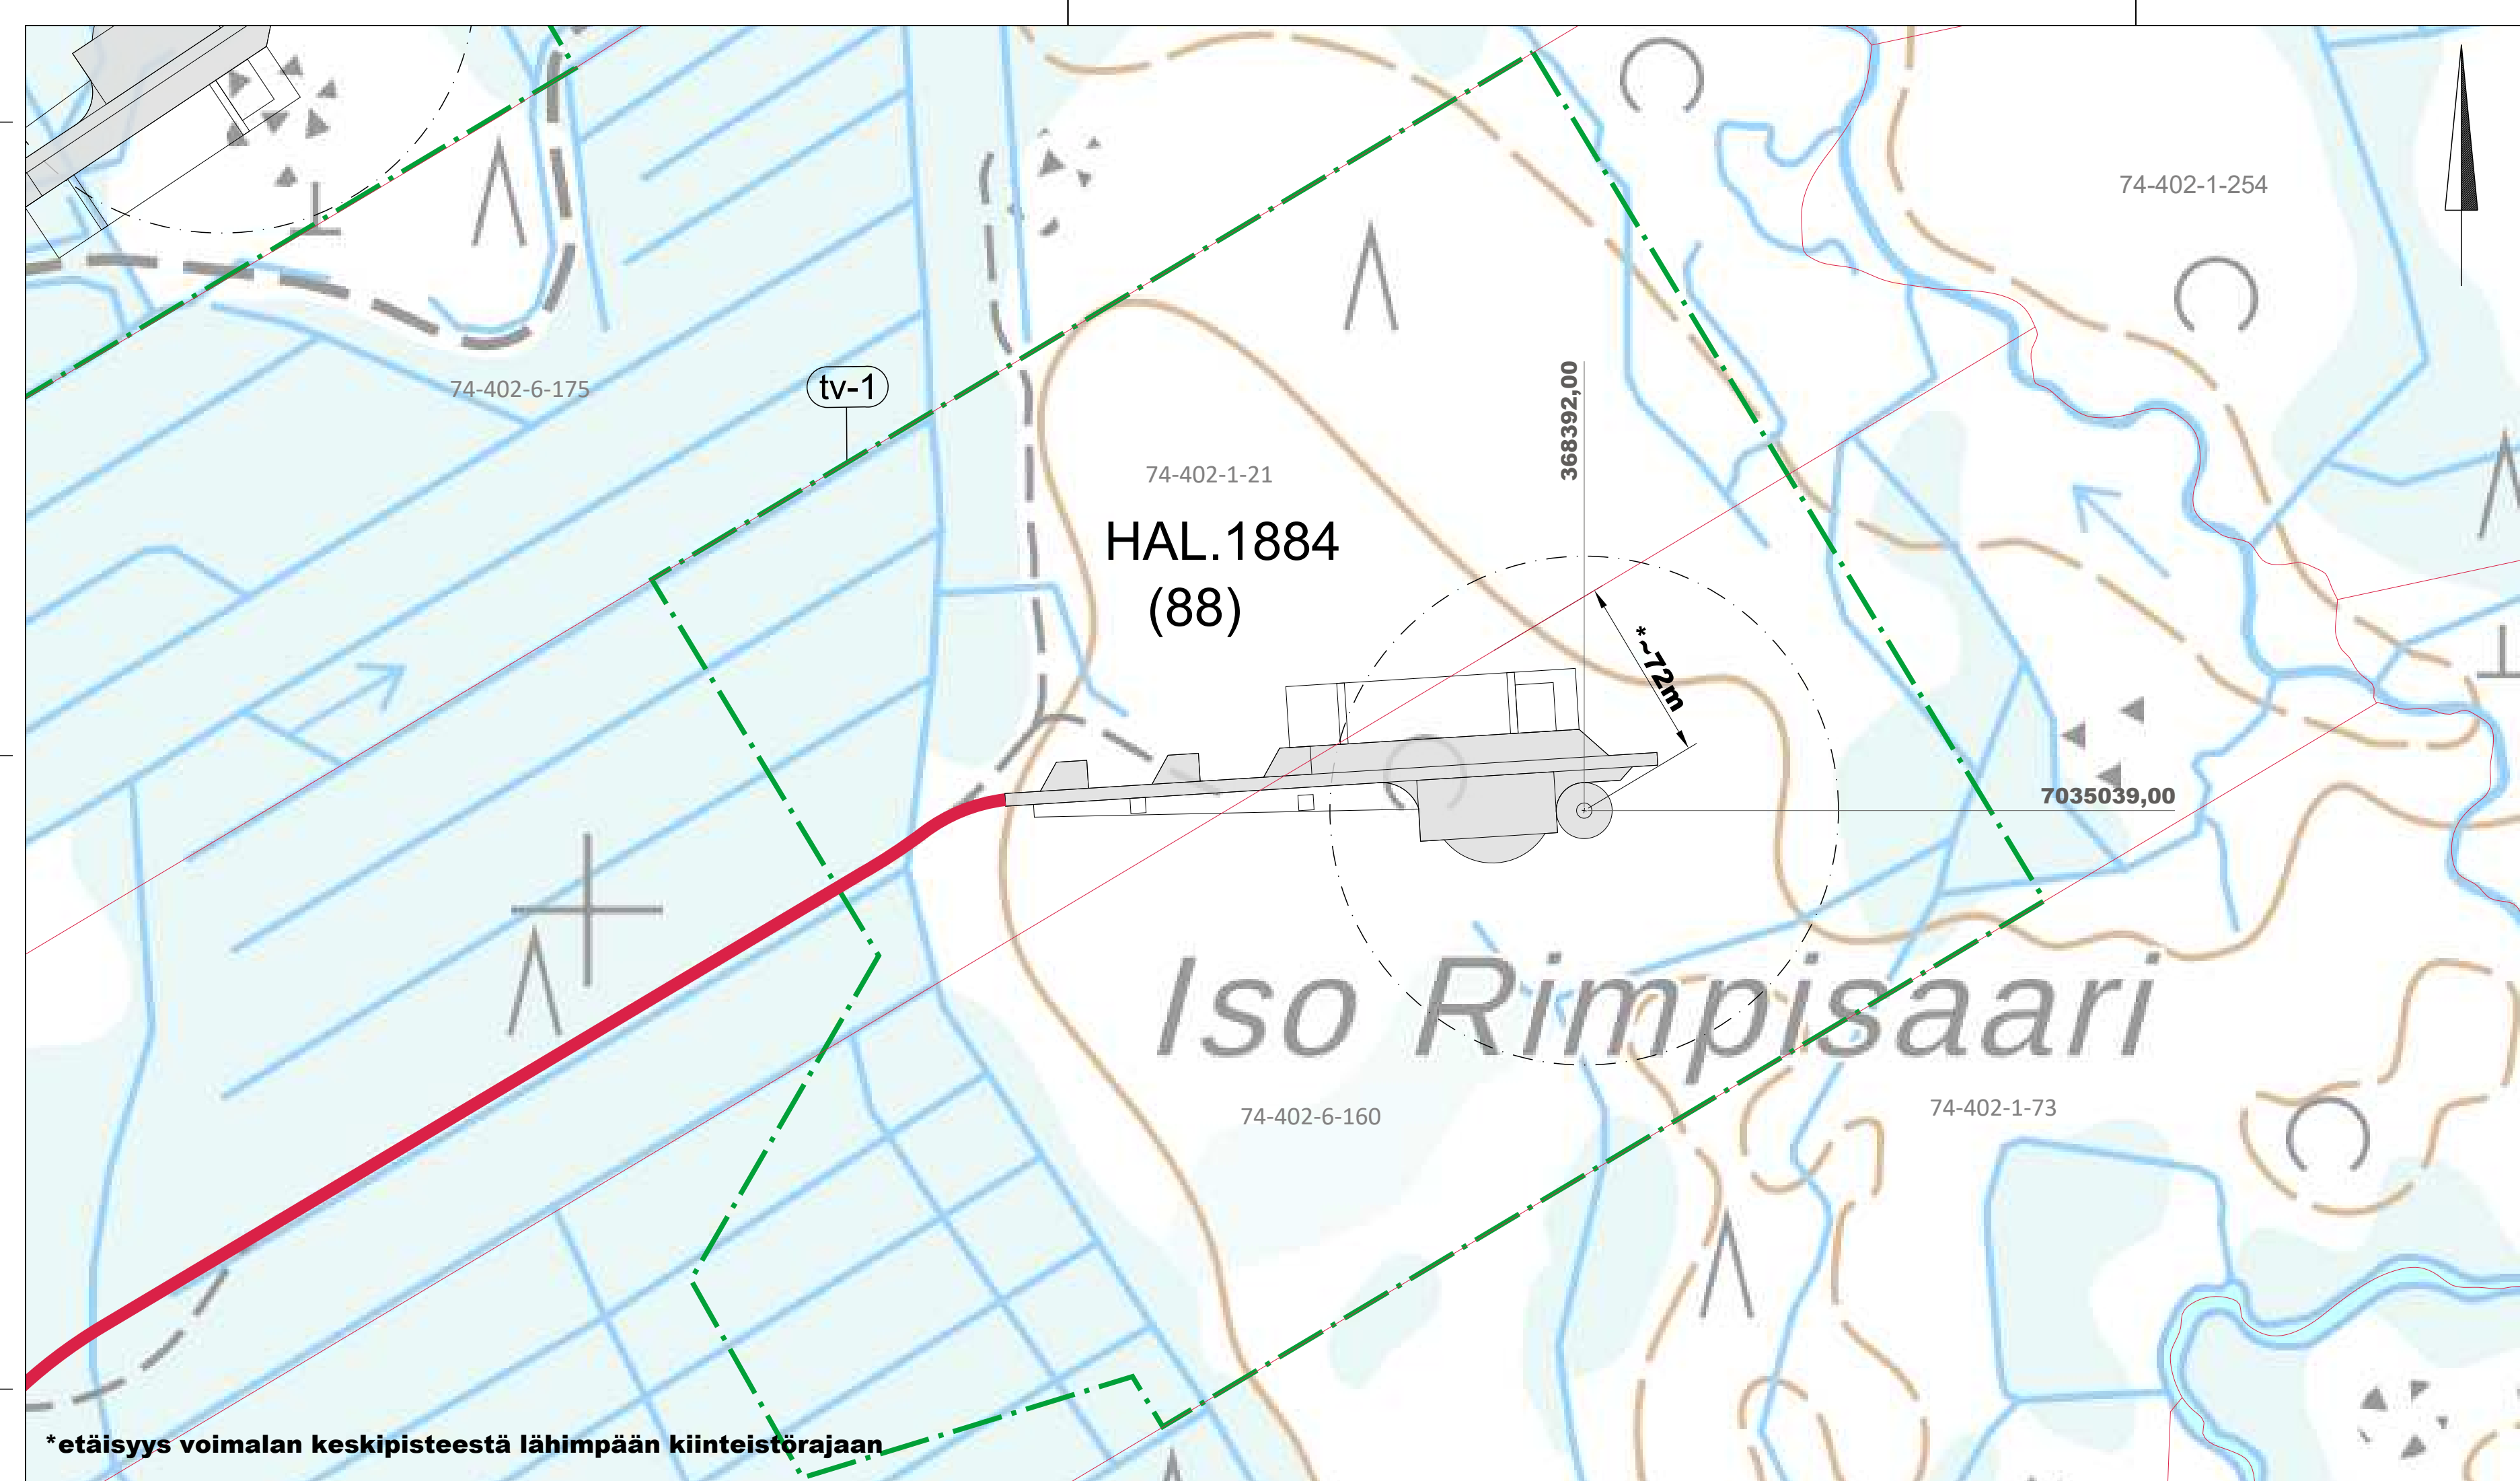 74-402-1-254
368392,00
74-402-6-175
tv-1
74-402-1-21
HAL.1884
(88)
*~72m
7035039,00
Iso Rimpisaari
74-402-6-160
74-402-1-73
*etäisyys voimalan keskipisteestä lähimpään kiinteistörajaan